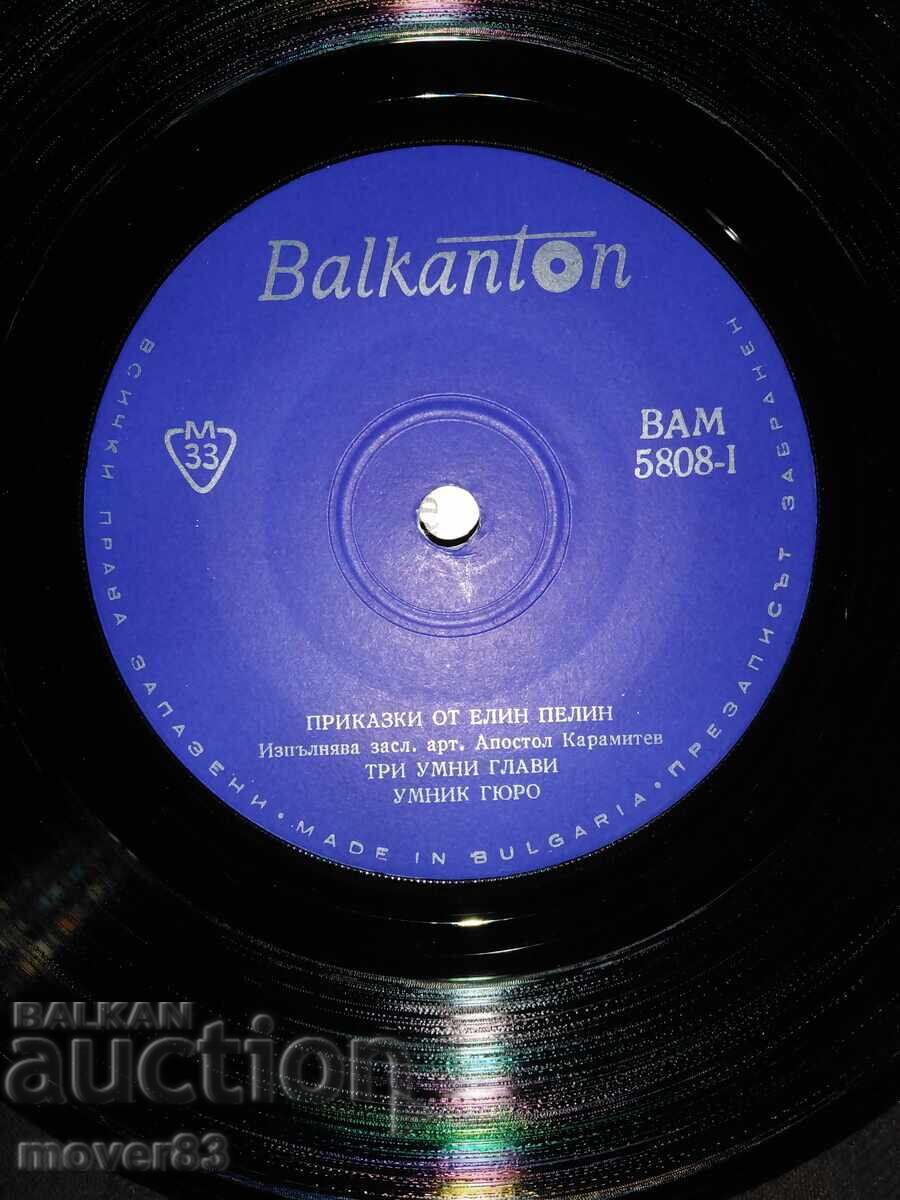 Balkanton
M
33
BAM
5808-I
ПРИКАЗКИ ОТ ЕЛИН ПЕЛИН
Изпълнява засл. арт. Апостол Карамитев
ТРИ УМНИ ГЛАВИ
УМНИК ГЮРО
ВСИЧКИ ПРАВА ЗАПАЗЕНИ • MADE IN BULGARIA • ПРЕЗАПИСЪТ ЗАБРАНЕН
BALKAN
auction
mover83